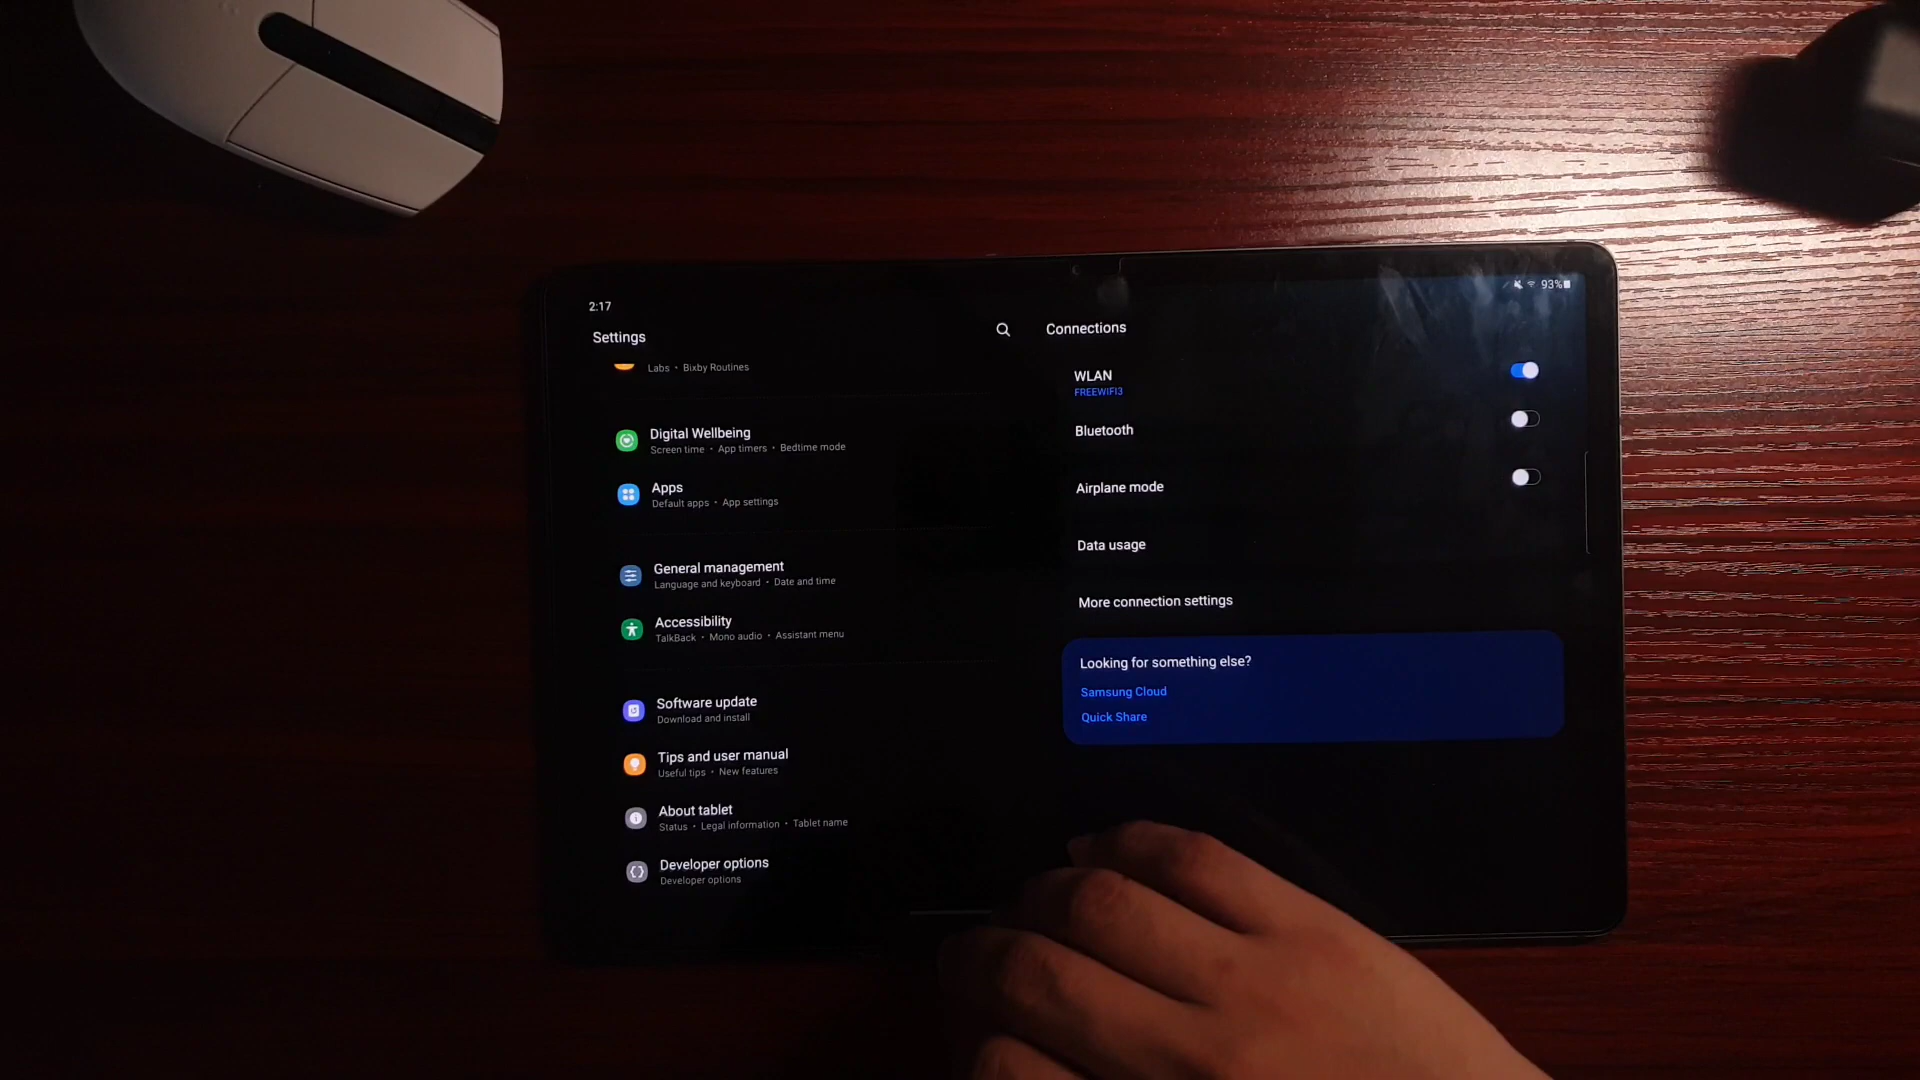 2:17
93%
Settings
Labs • Bixby Routines
Digital Wellbeing
Screen time • App timers • Bedtime mode
Apps
Default apps • App settings
General management
Language and keyboard • Date and time
Accessibility
TalkBack • Mono audio • Assistant menu
Software update
Download and install
Tips and user manual
Useful tips • New features
About tablet
Status • Legal information • Tablet name
Developer options
Developer options
Connections
WLAN
FREEWIFI3
Bluetooth
Airplane mode
Data usage
More connection settings
Looking for something else?
Samsung Cloud
Quick Share